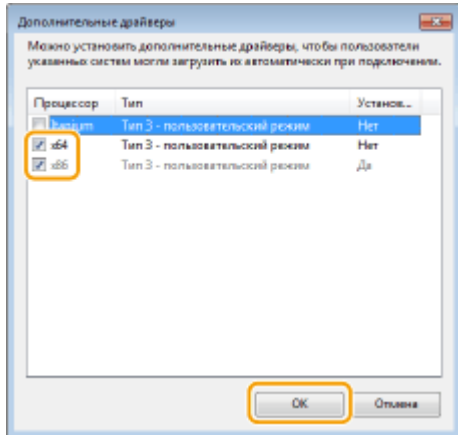 Дополнительные драйверы
Можно установить дополнительные драйверы, чтобы пользователи
указанных систем могли загрузить их автоматически при подключении.
Процессор Тип Установ...
Itanium Тип 3 - пользовательский режим Нет
x64 Тип 3 - пользовательский режим Нет
x86 Тип 3 - пользовательский режим Да
OK Отмена